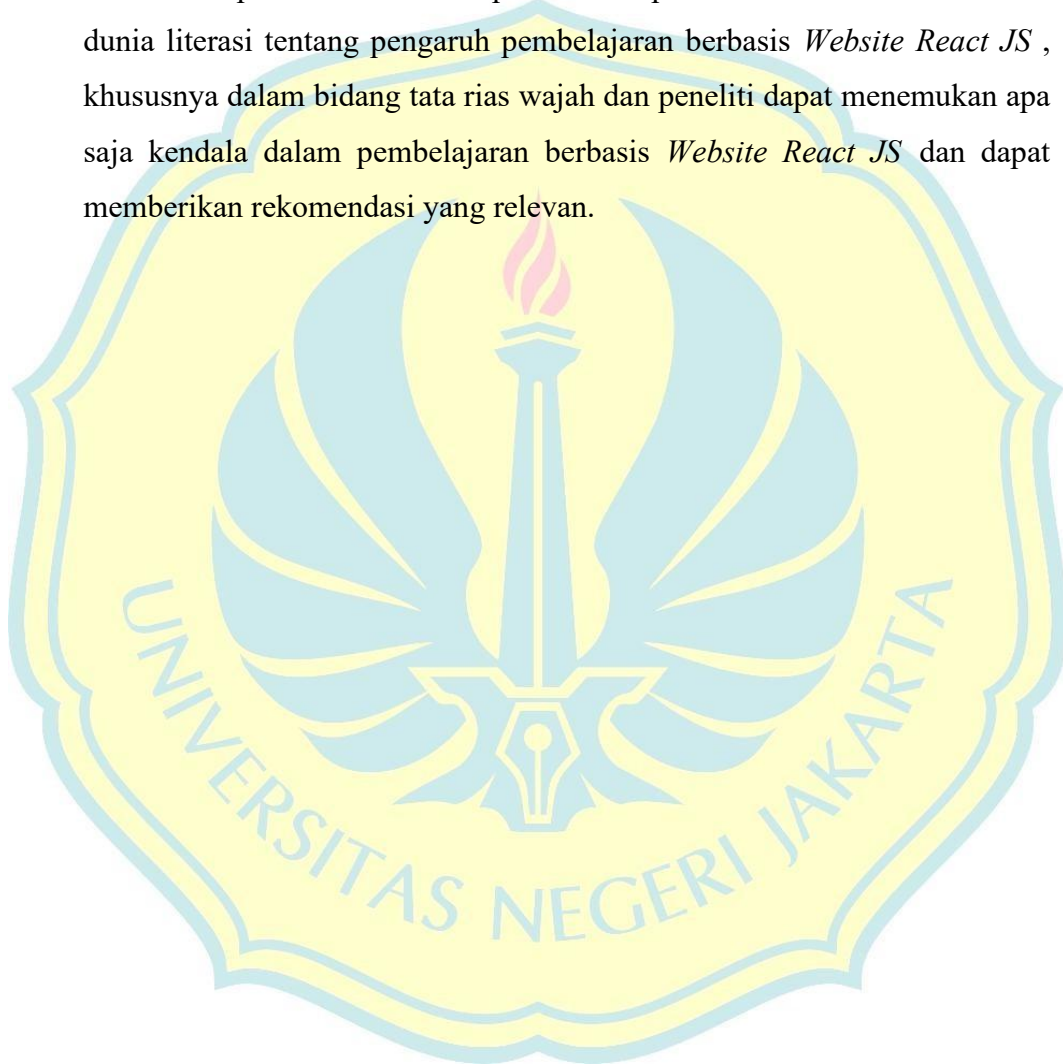 dunia literasi tentang pengaruh pembelajaran berbasis Website React JS ,
khususnya dalam bidang tata rias wajah dan peneliti dapat menemukan apa
saja kendala dalam pembelajaran berbasis Website React JS dan dapat
memberikan rekomendasi yang relevan.
UNIVERSITAS NEGERI JAKARTA